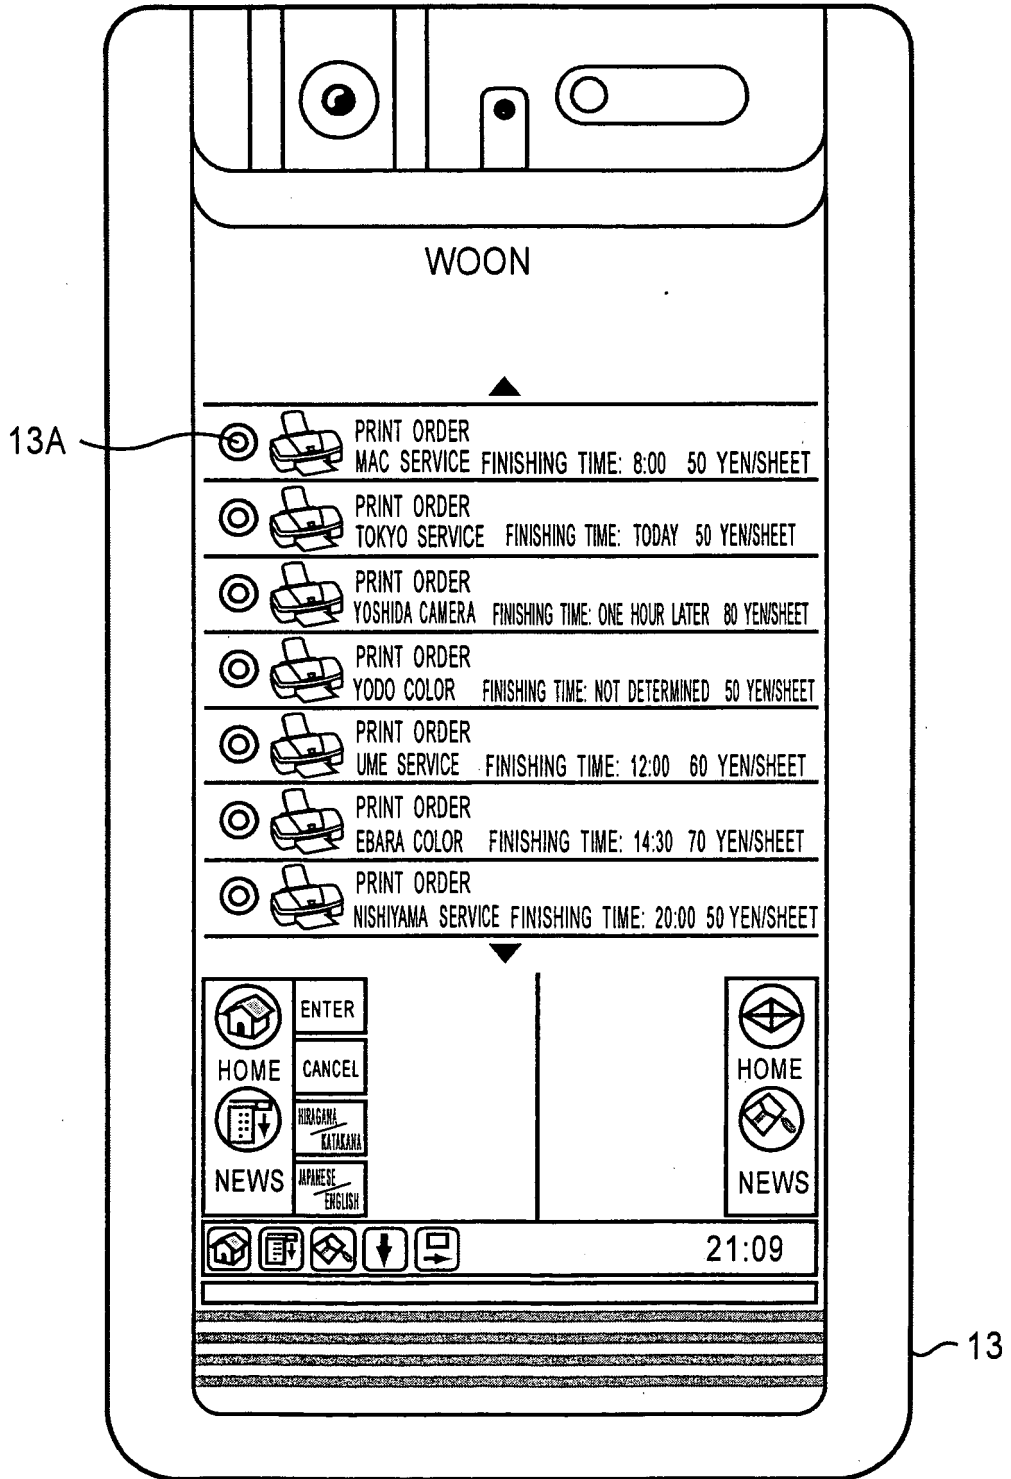 WOON
13A
PRINT ORDER
MAC SERVICE FINISHING TIME: 8:00 50 YEN/SHEET
PRINT ORDER
TOKYO SERVICE FINISHING TIME: TODAY 50 YEN/SHEET
PRINT ORDER
YOSHIDA CAMERA FINISHING TIME: ONE HOUR LATER 80 YEN/SHEET
PRINT ORDER
YODO COLOR FINISHING TIME: NOT DETERMINED 50 YEN/SHEET
PRINT ORDER
UME SERVICE FINISHING TIME: 12:00 60 YEN/SHEET
PRINT ORDER
EBARA COLOR FINISHING TIME: 14:30 70 YEN/SHEET
PRINT ORDER
NISHIYAMA SERVICE FINISHING TIME: 20:00 50 YEN/SHEET
HOME
NEWS
ENTER
CANCEL
HIRAGANA
KATAKANA
JAPANESE
ENGLISH
HOME
NEWS
21:09
13